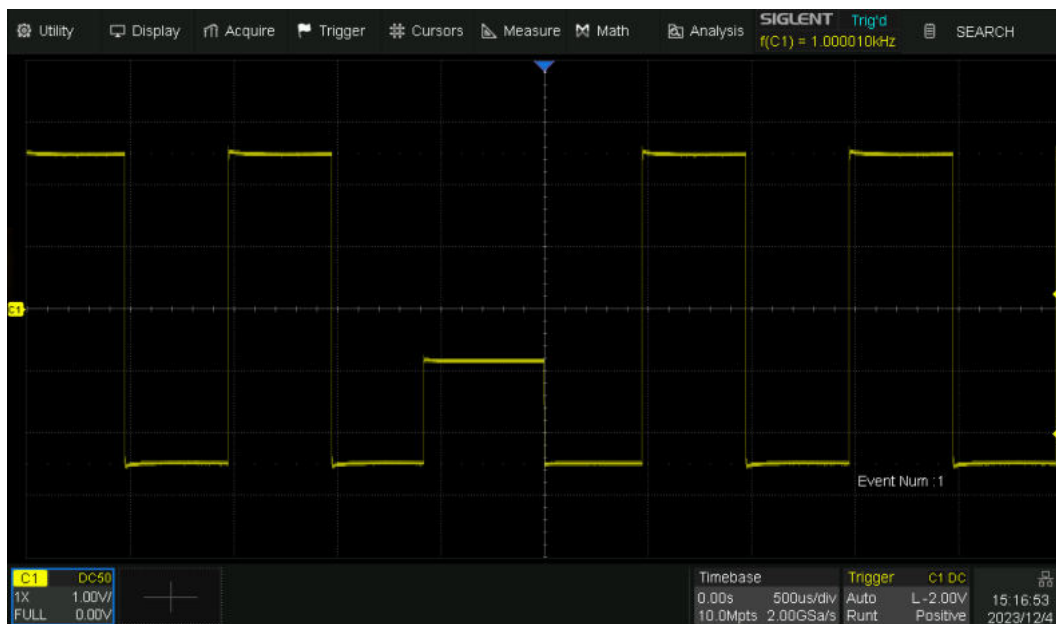 Utility Display Acquire Trigger Cursors Measure Math Analysis SIGLENT Trig'd SEARCH
f(C1) = 1.000010kHz
C1
Event Num :1
C1 DC50
1X 1.00V/
FULL 0.00V
Timebase
0.00s 500us/div
10.0Mpts 2.00GSa/s
Trigger C1 DC
Auto L -2.00V
Runt Positive
15:16:53
2023/12/4